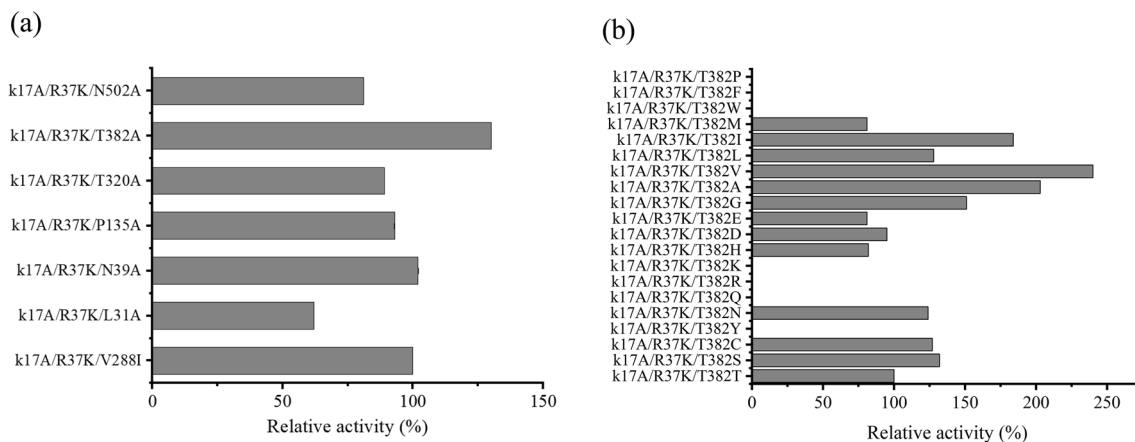 (a)
k17A/R37K/N502A
k17A/R37K/T382A
k17A/R37K/T320A
k17A/R37K/P135A
k17A/R37K/N39A
k17A/R37K/L31A
k17A/R37K/V288I
0 50 100 150
Relative activity (%)
(b)
k17A/R37K/T382P
k17A/R37K/T382F
k17A/R37K/T382W
k17A/R37K/T382M
k17A/R37K/T382I
k17A/R37K/T382L
k17A/R37K/T382V
k17A/R37K/T382A
k17A/R37K/T382G
k17A/R37K/T382E
k17A/R37K/T382D
k17A/R37K/T382H
k17A/R37K/T382K
k17A/R37K/T382R
k17A/R37K/T382Q
k17A/R37K/T382N
k17A/R37K/T382Y
k17A/R37K/T382C
k17A/R37K/T382S
k17A/R37K/T382T
0 50 100 150 200 250
Relative activity (%)